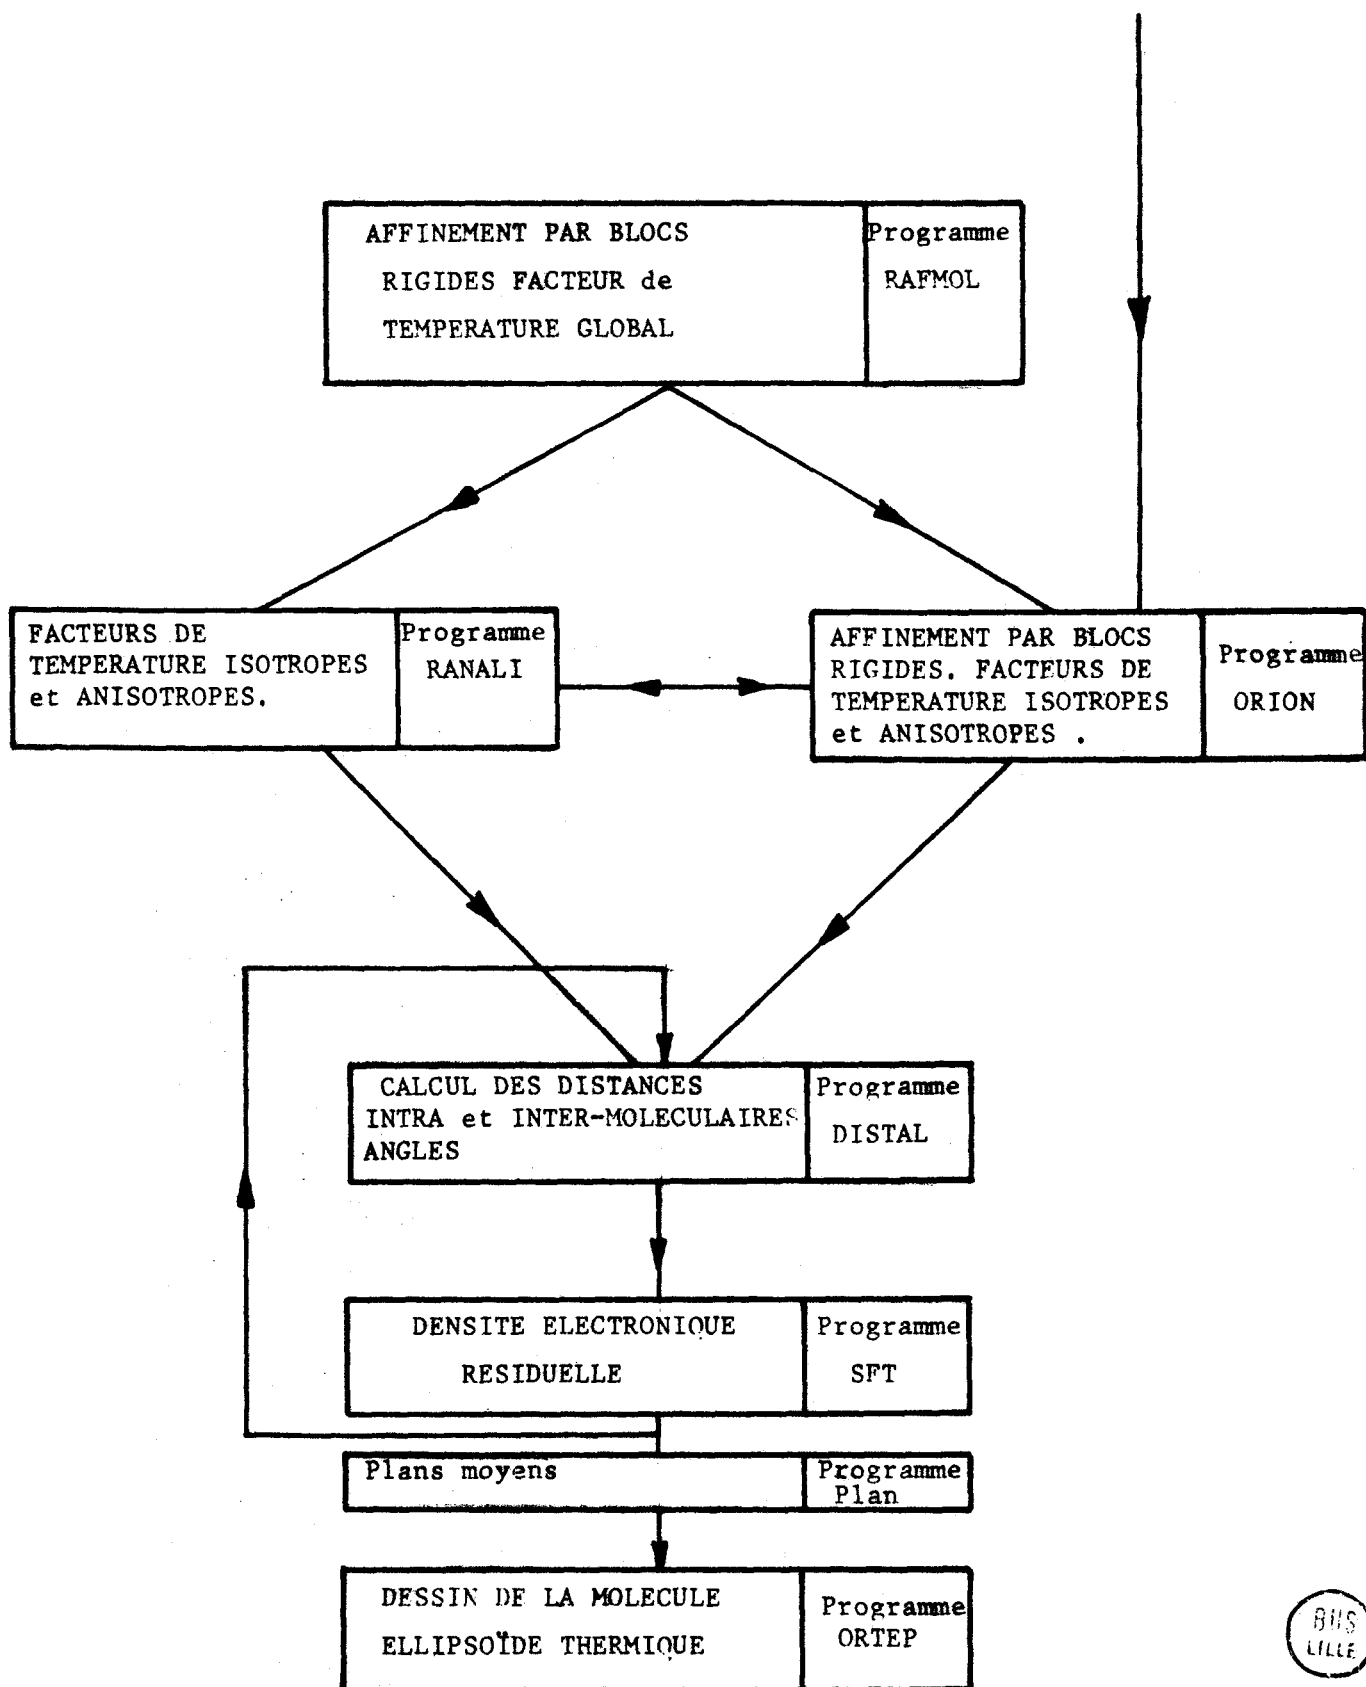 AFFINEMENT PAR BLOCS
RIGIDES FACTEUR de
TEMPERATURE GLOBAL
Programme
RAFMOL
FACTEURS DE
TEMPERATURE ISOTROPES
et ANISOTROPES.
Programme
RANALI
AFFINEMENT PAR BLOCS
RIGIDES. FACTEURS DE
TEMPERATURE ISOTROPES
et ANISOTROPES .
Programme
ORION
CALCUL DES DISTANCES
INTRA et INTER-MOLECULAIRES
ANGLES
Programme
DISTAL
DENSITE ELECTRONIQUE
RESIDUELLE
Programme
SFT
Plans moyens
Programme
Plan
DESSIN DE LA MOLECULE
ELLIPSOÏDE THERMIQUE
Programme
ORTEP
BUS
LILLE